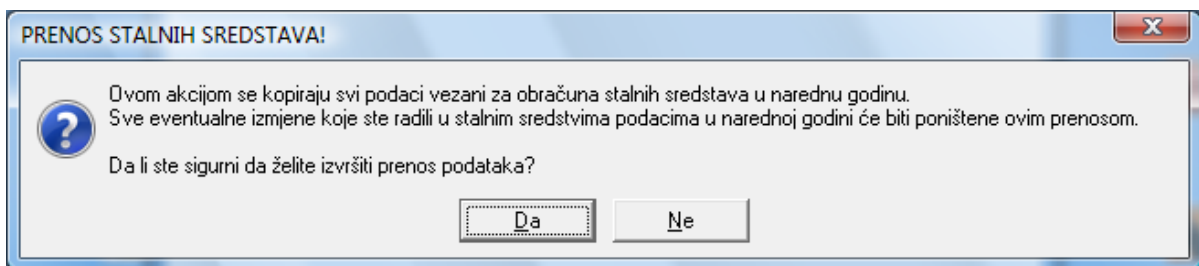 PRENOS STALNIH SREDSTAVA!
Ovom akcijom se kopiraju svi podaci vezani za obračuna stalnih sredstava u narednu godinu.
Sve eventualne izmjene koje ste radili u stalnim sredstvima podacima u narednoj godini će biti poništene ovim prenosom.
Da li ste sigurni da želite izvršiti prenos podataka?
Da
Ne